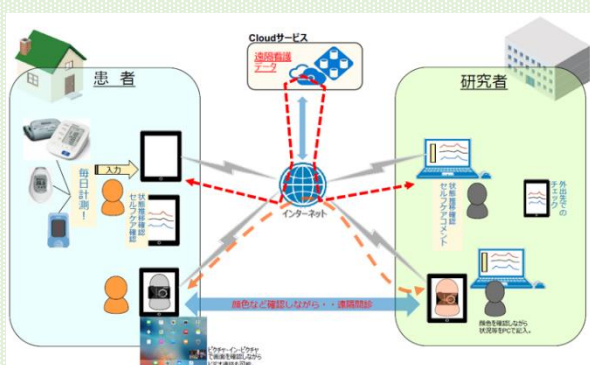 Cloudサービス
遠隔看護
データ
患 者
研究者
入力
毎日計測!
状態推移確認
セルフケア確認
インターネット
状態推移確認
セルフケアコメント
外出先での
チェック
顔色など確認しながら・・遠隔問診
顔色を確認しながら
状況等をPCで記入。
ピクチャー・イン・ピクチャ
で画面を確認しながら